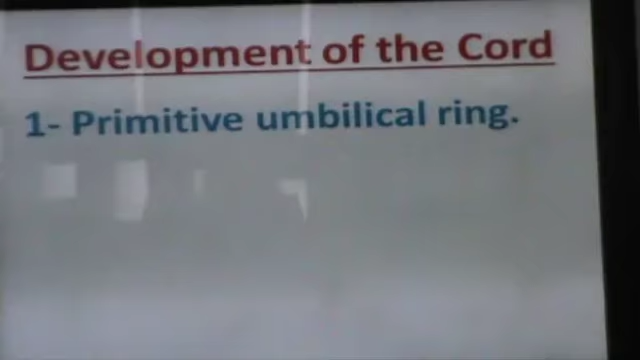 Development of the Cord
1- Primitive umbilical ring.